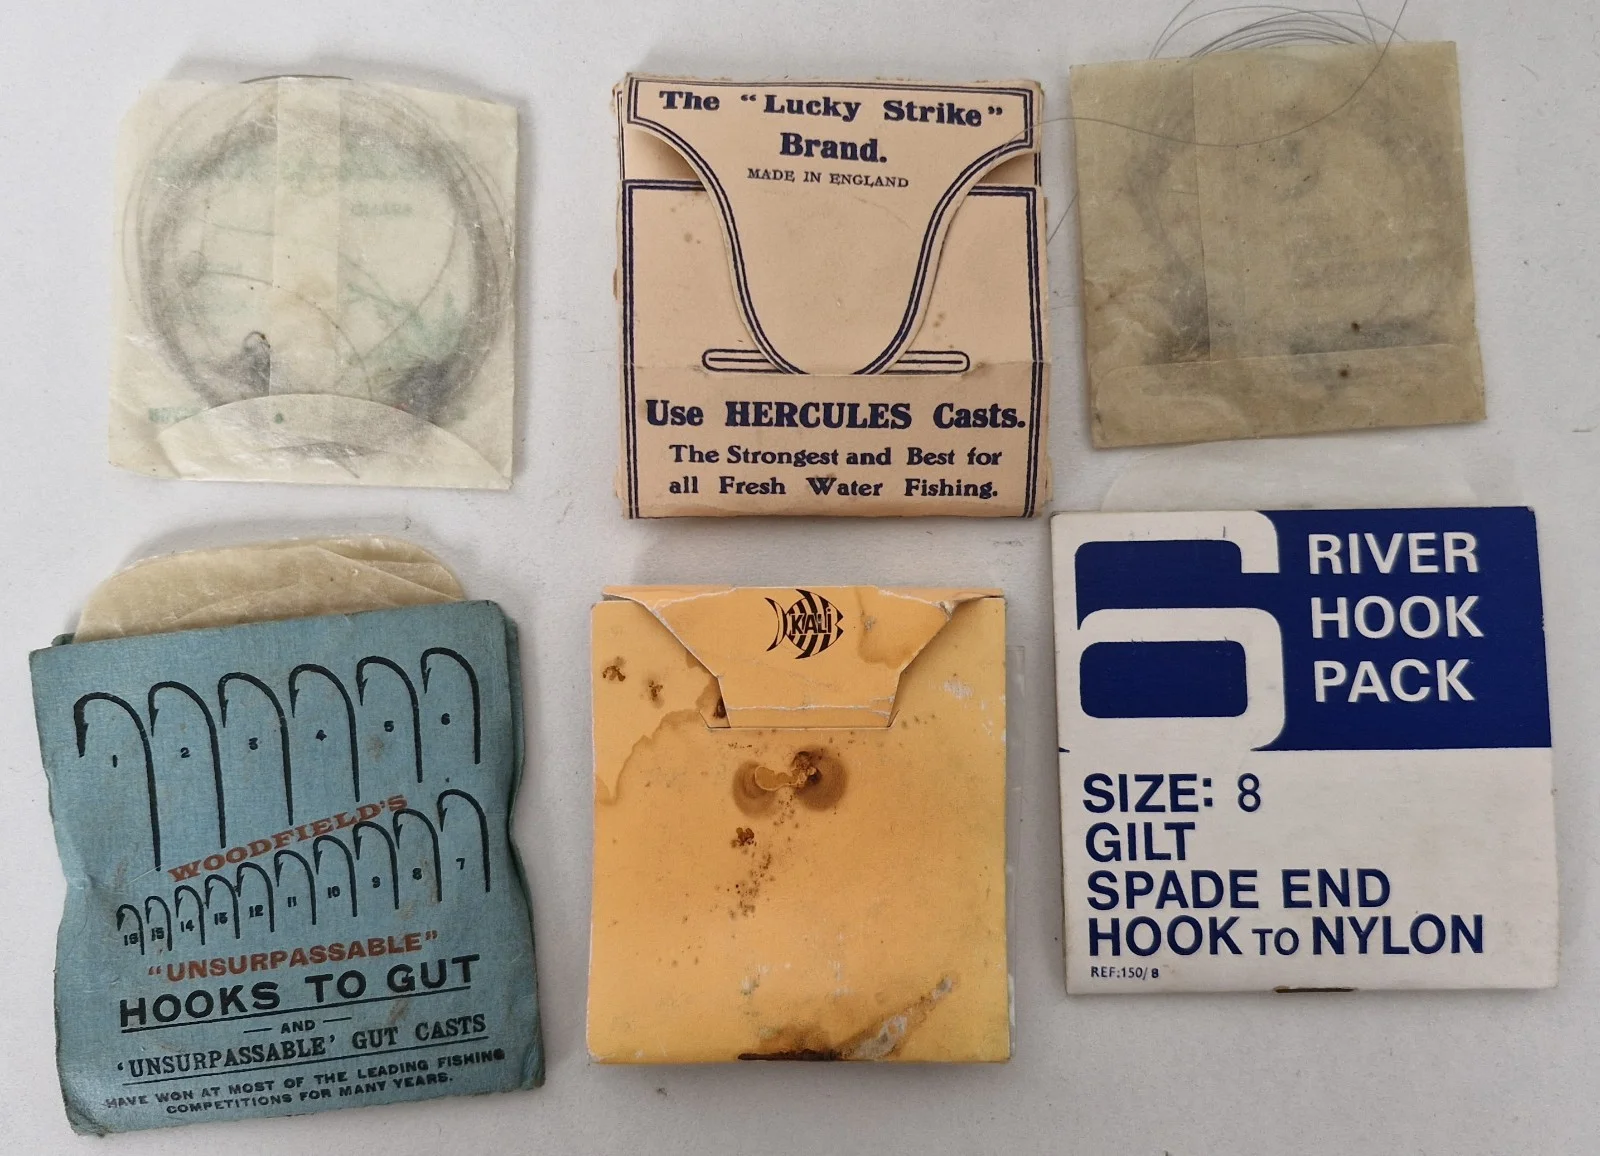 The "Lucky Strike"
Brand.
MADE IN ENGLAND
Use HERCULES Casts.
The Strongest and Best for
all Fresh Water Fishing.
1 2 3 4 5 6
WOODFIELD'S
16 15 14 13 12 11 10 9 8 7
"UNSURPASSABLE"
HOOKS TO GUT
AND
'UNSURPASSABLE' GUT CASTS
HAVE WON AT MOST OF THE LEADING FISHING
COMPETITIONS FOR MANY YEARS.
KALI
6
RIVER
HOOK
PACK
SIZE: 8
GILT
SPADE END
HOOK TO NYLON
REF:150/8